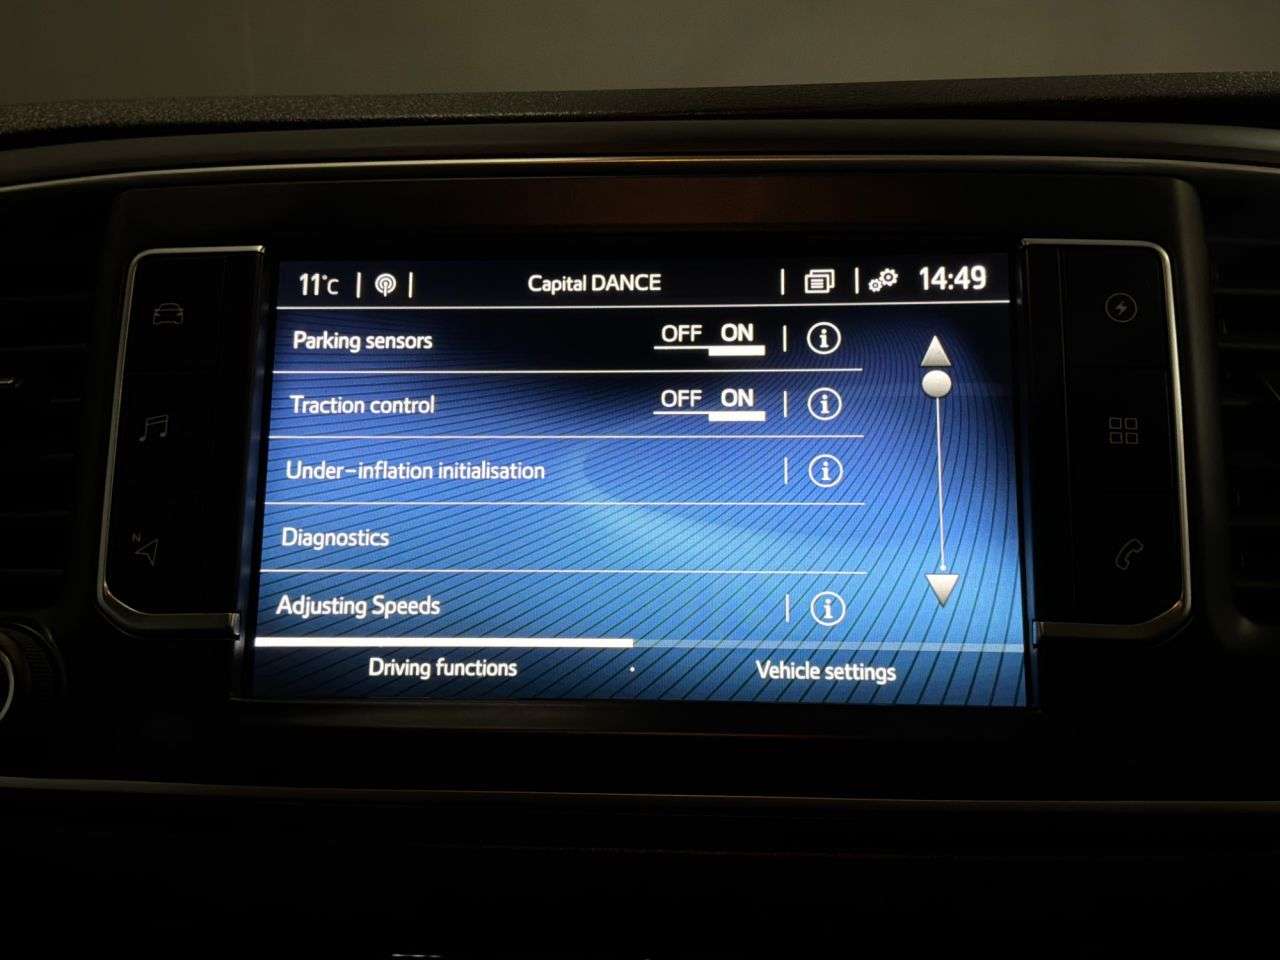 11°C Capital DANCE 14:49
Parking sensors OFF ON
Traction control OFF ON
Under-inflation initialisation
Diagnostics
Adjusting Speeds
Driving functions Vehicle settings
N